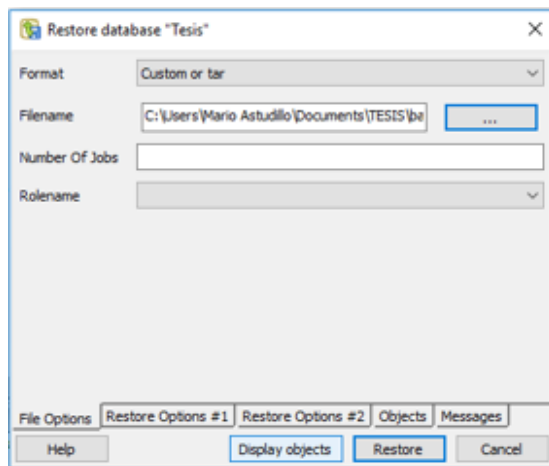 Restore database "Tesis"
Format Custom or tar
Filename C:\Users\Mario Astudillo\Documents\TESIS\ba ...
Number Of Jobs
Rolename
File Options Restore Options #1 Restore Options #2 Objects Messages
Help Display objects Restore Cancel